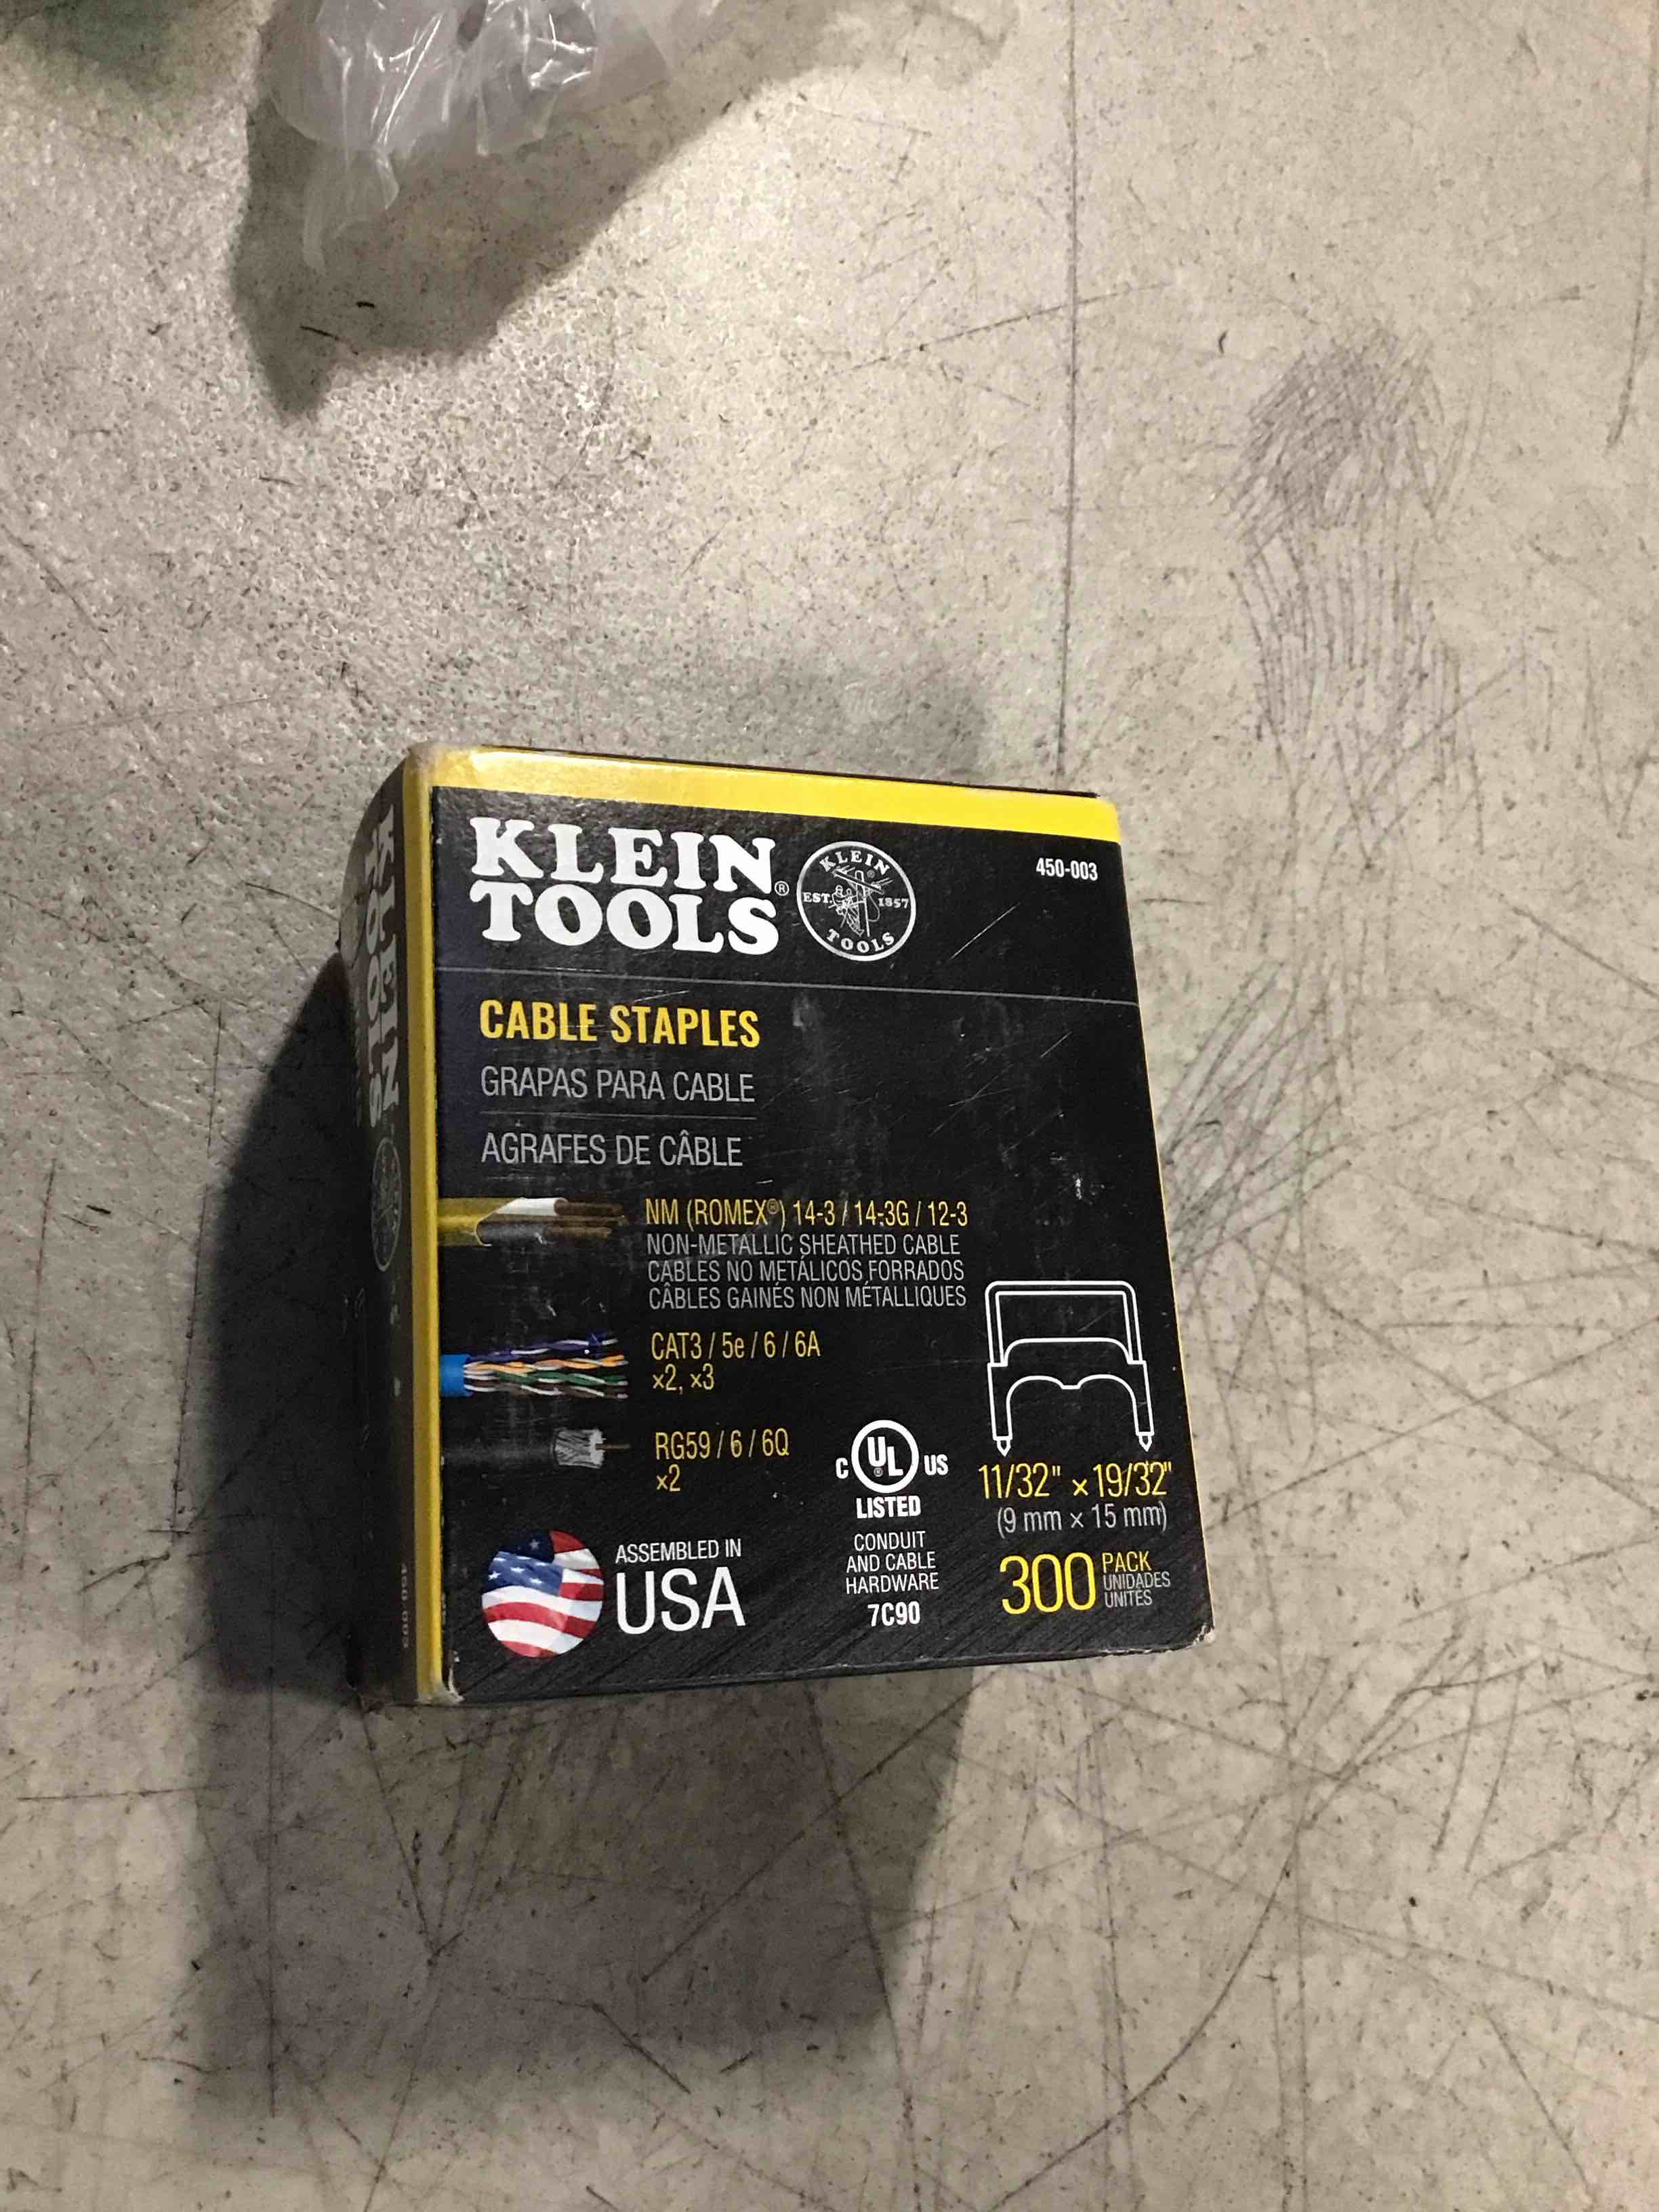 KLEIN
TOOLS®
KLEIN
®
EST. 1857
TOOLS
450-003
CABLE STAPLES
GRAPAS PARA CABLE
AGRAFES DE CÂBLE
NM (ROMEX®) 14-3 / 14-3G / 12-3
NON-METALLIC SHEATHED CABLE
CABLES NO METÁLICOS FORRADOS
CÂBLES GAINÉS NON MÉTALLIQUES
CAT3 / 5e / 6 / 6A
×2, ×3
RG59 / 6 / 6Q
×2
C UL® US
LISTED
CONDUIT
AND CABLE
HARDWARE
7C90
11/32" × 19/32"
(9 mm × 15 mm)
300 PACK
UNIDADES
UNITÉS
ASSEMBLED IN
USA
KLEIN
TOOLS
450-003